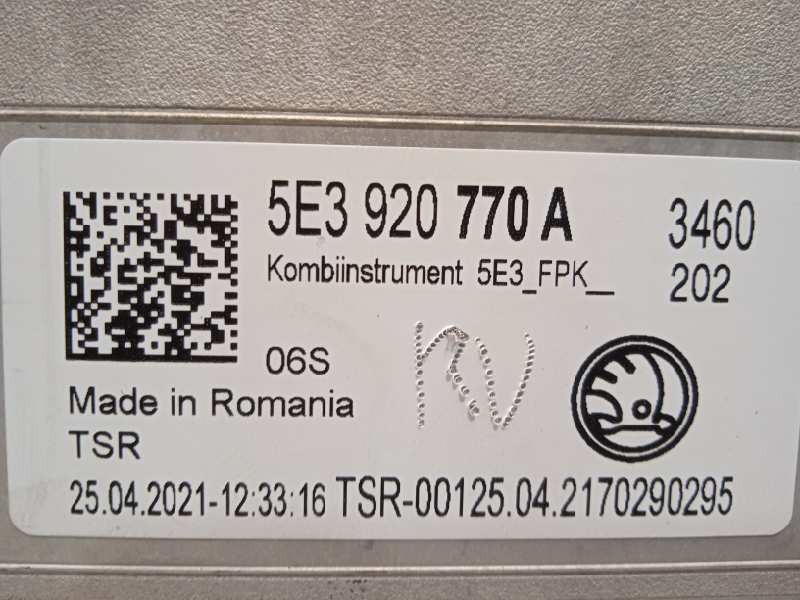 5E3 920 770 A
3460
Kombiinstrument 5E3_FPK__
202
06S
KV
Made in Romania
TSR
25.04.2021-12:33:16 TSR-00125.04.2170290295